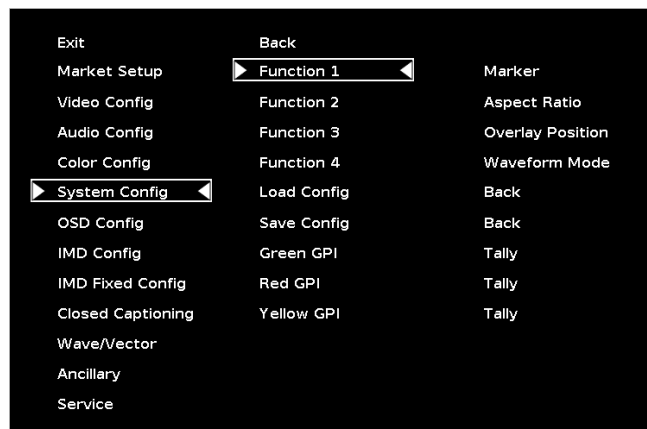 Exit Back
Market Setup Function 1 Marker
Video Config Function 2 Aspect Ratio
Audio Config Function 3 Overlay Position
Color Config Function 4 Waveform Mode
System Config Load Config Back
OSD Config Save Config Back
IMD Config Green GPI Tally
IMD Fixed Config Red GPI Tally
Closed Captioning Yellow GPI Tally
Wave/Vector
Ancillary
Service